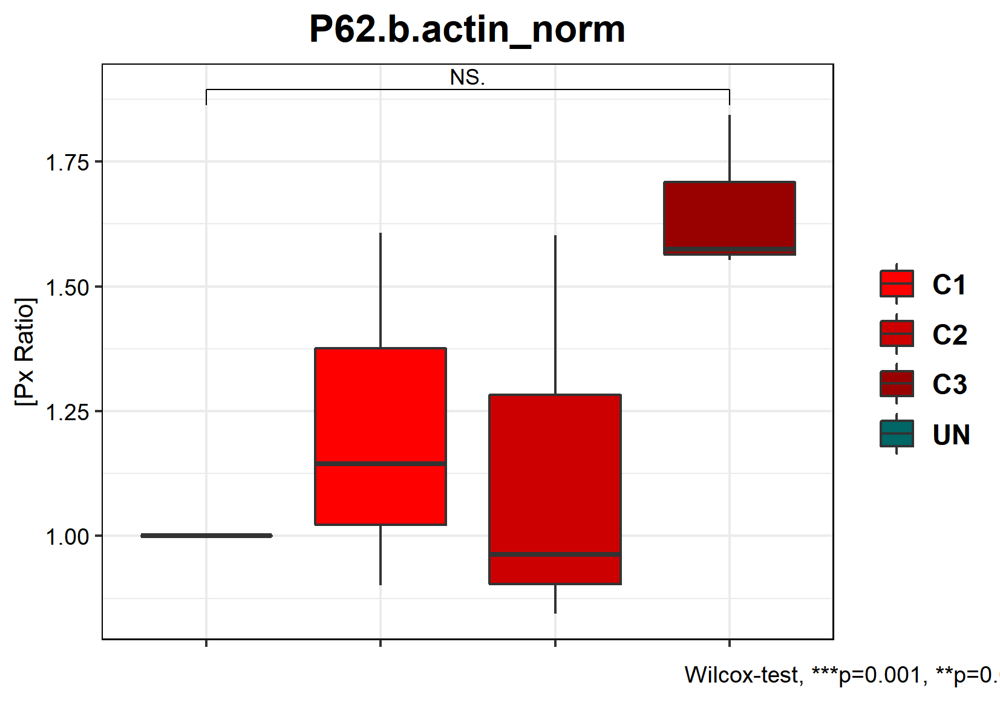 P62.b.actin_norm
NS.
1.75
1.50
1.25
1.00
[Px Ratio]
C1
C2
C3
UN
Wilcox-test, ***p=0.001, **p=0.